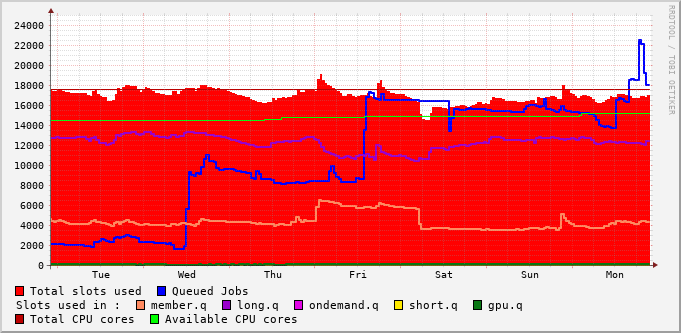 24000
22000
20000
18000
16000
14000
12000
10000
8000
6000
4000
2000
0
Tue Wed Thu Fri Sat Sun Mon
Total slots used Queued Jobs
Slots used in : member.q long.q ondemand.q short.q gpu.q
Total CPU cores Available CPU cores
RRDTOOL / TOBI OETIKER